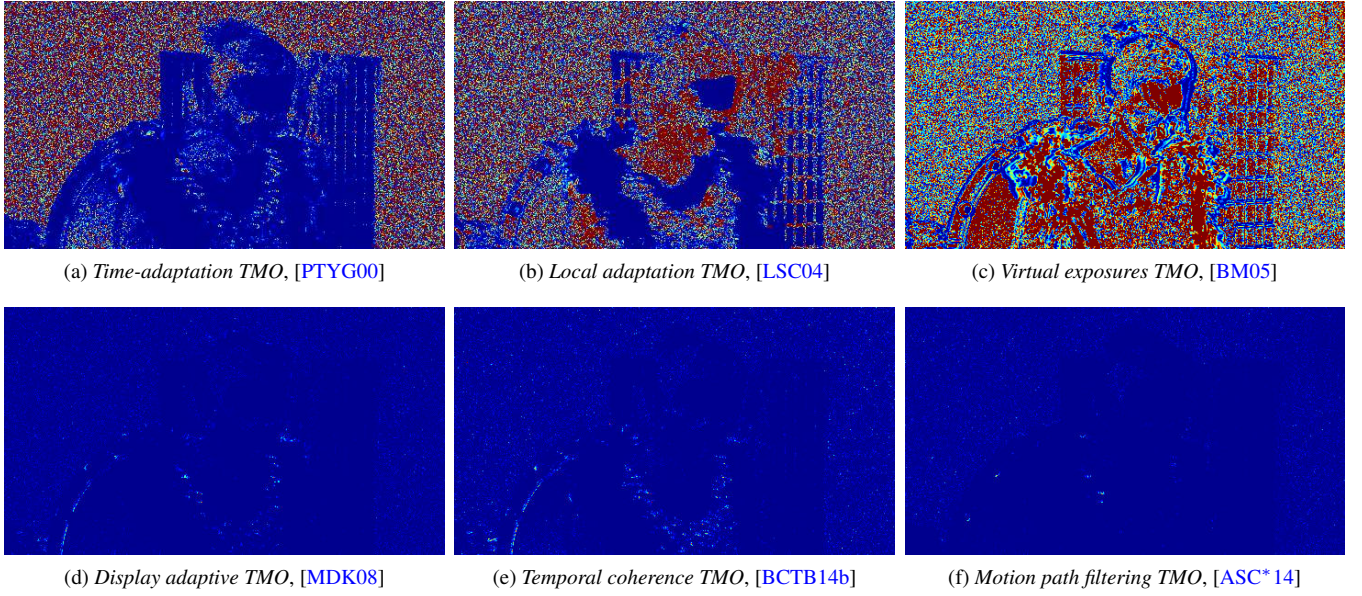 (a) Time-adaptation TMO, [PTYG00]
(b) Local adaptation TMO, [LSC04]
(c) Virtual exposures TMO, [BM05]
(d) Display adaptive TMO, [MDK08]
(e) Temporal coherence TMO, [BCTB14b]
(f) Motion path filtering TMO, [ASC*14]